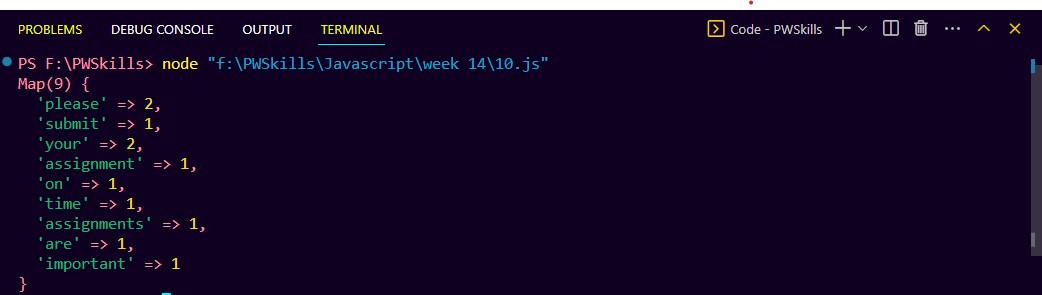 PROBLEMS DEBUG CONSOLE OUTPUT TERMINAL Code - PWSkills
PS F:\PWSkills> node "f:\PWSkills\Javascript\week 14\10.js"
Map(9) {
  'please' => 2,
  'submit' => 1,
  'your' => 2,
  'assignment' => 1,
  'on' => 1,
  'time' => 1,
  'assignments' => 1,
  'are' => 1,
  'important' => 1
}